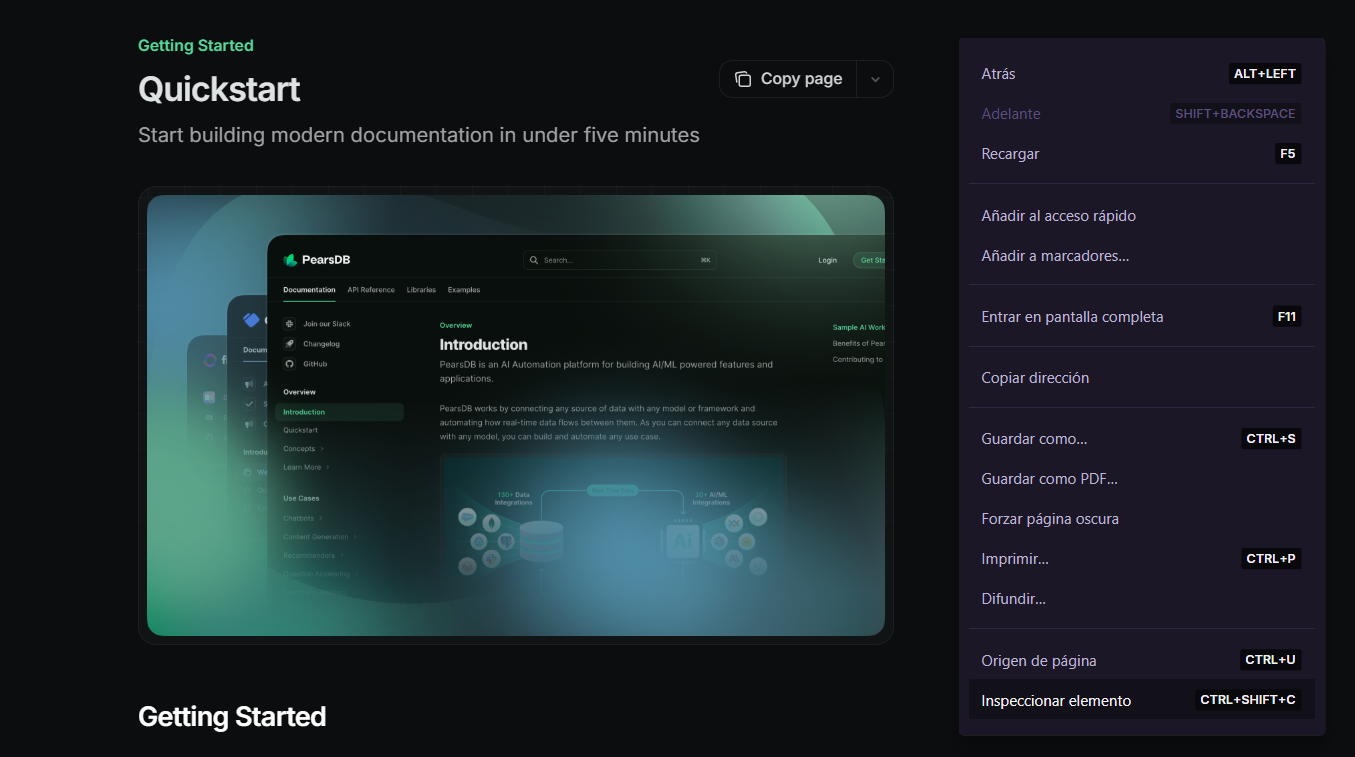 Getting Started
Quickstart
Copy page
Start building modern documentation in under five minutes
PearsDB
Search...
⌘K
Login
Documentation
API Reference
Libraries
Examples
Join our Slack
Changelog
GitHub
Overview
Introduction
Quickstart
Concepts
Learn More
Use Cases
Chatbots
Content Generation
Recommenders
Question Answering
Overview
Introduction
PearsDB is an AI Automation platform for building AI/ML powered features and
applications.
PearsDB works by connecting any source of data with any model or framework and
automating how real-time data flows between them. As you can connect any data source
with any model, you can build and automate any use case.
130+ Data
Integrations
20+ AI/ML
Integrations
Ai
Sample AI Work
Benefits of Pear
Contributing to
Getting Started
Atrás ALT+LEFT
Adelante SHIFT+BACKSPACE
Recargar F5
Añadir al acceso rápido
Añadir a marcadores...
Entrar en pantalla completa F11
Copiar dirección
Guardar como... CTRL+S
Guardar como PDF...
Forzar página oscura
Imprimir... CTRL+P
Difundir...
Origen de página CTRL+U
Inspeccionar elemento CTRL+SHIFT+C